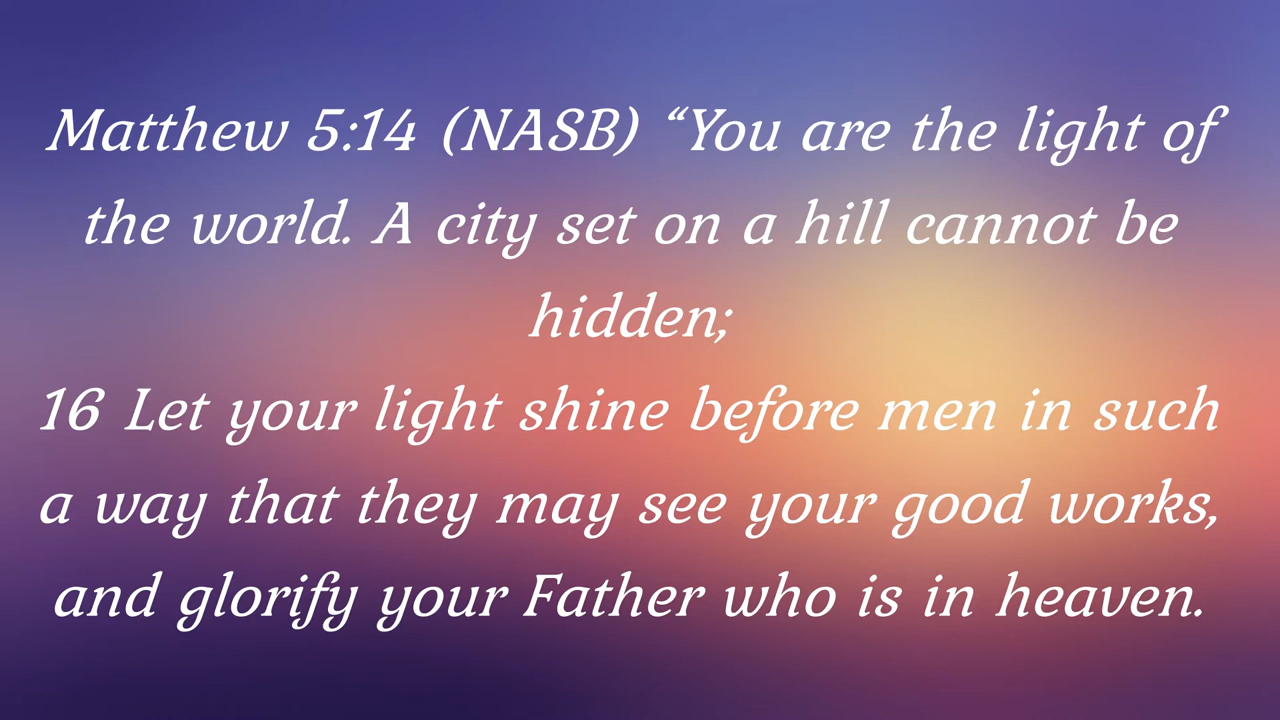 Matthew 5:14 (NASB) “You are the light of
the world. A city set on a hill cannot be
hidden;
16 Let your light shine before men in such
a way that they may see your good works,
and glorify your Father who is in heaven.